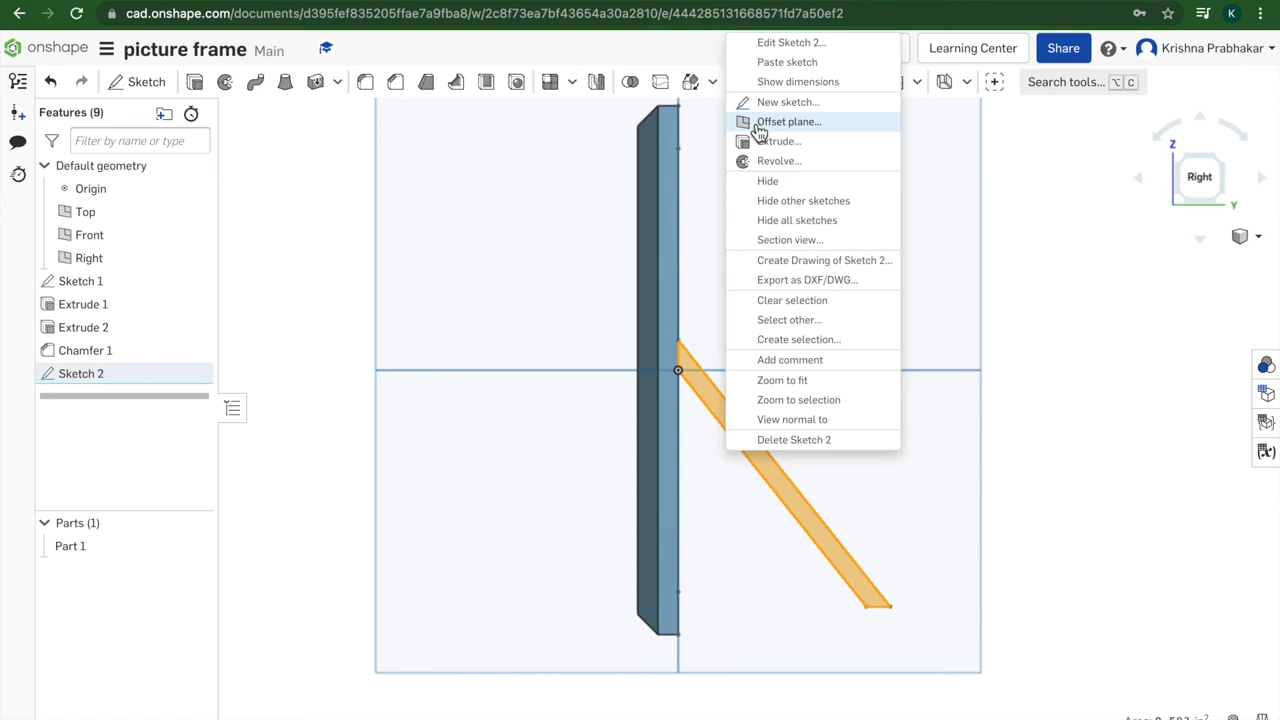 cad.onshape.com/documents/d395fef835205ffae7a9rfba8/w/2c8f73ea7bf43654a30a2810/e/444285131668571fd7a50ef2
K
onshape
picture frame
Main
Learning Center
Share
Krishna Prabhakar
Sketch
Search tools...
⌥ C
Features (9)
Filter by name or type
Default geometry
Origin
Top
Front
Right
Sketch 1
Extrude 1
Extrude 2
Chamfer 1
Sketch 2
Parts (1)
Part 1
Edit Sketch 2...
Paste sketch
Show dimensions
New sketch...
Offset plane...
Extrude...
Revolve...
Hide
Hide other sketches
Hide all sketches
Section view...
Create Drawing of Sketch 2...
Export as DXF/DWG...
Clear selection
Select other...
Create selection...
Add comment
Zoom to fit
Zoom to selection
View normal to
Delete Sketch 2
Z
Right
Y
(x)